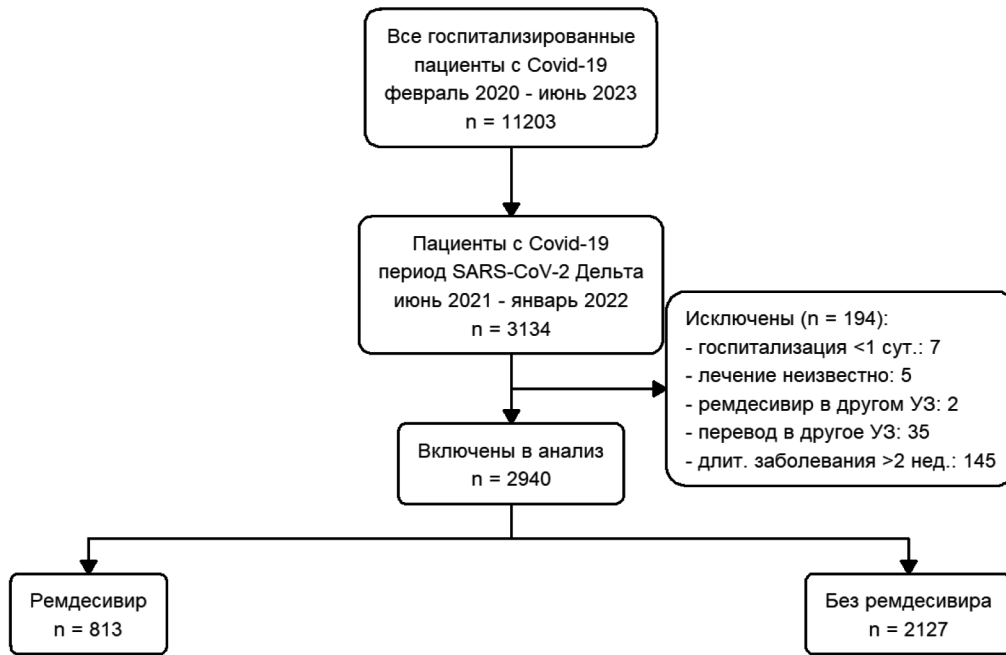 Все госпитализированные
пациенты с Covid-19
февраль 2020 - июнь 2023
n = 11203
Пациенты с Covid-19
период SARS-CoV-2 Дельта
июнь 2021 - январь 2022
n = 3134
Исключены (n = 194):
- госпитализация <1 сут.: 7
- лечение неизвестно: 5
- ремдесивир в другом УЗ: 2
- перевод в другое УЗ: 35
- длит. заболевания >2 нед.: 145
Включены в анализ
n = 2940
Ремдесивир
n = 813
Без ремдесивира
n = 2127